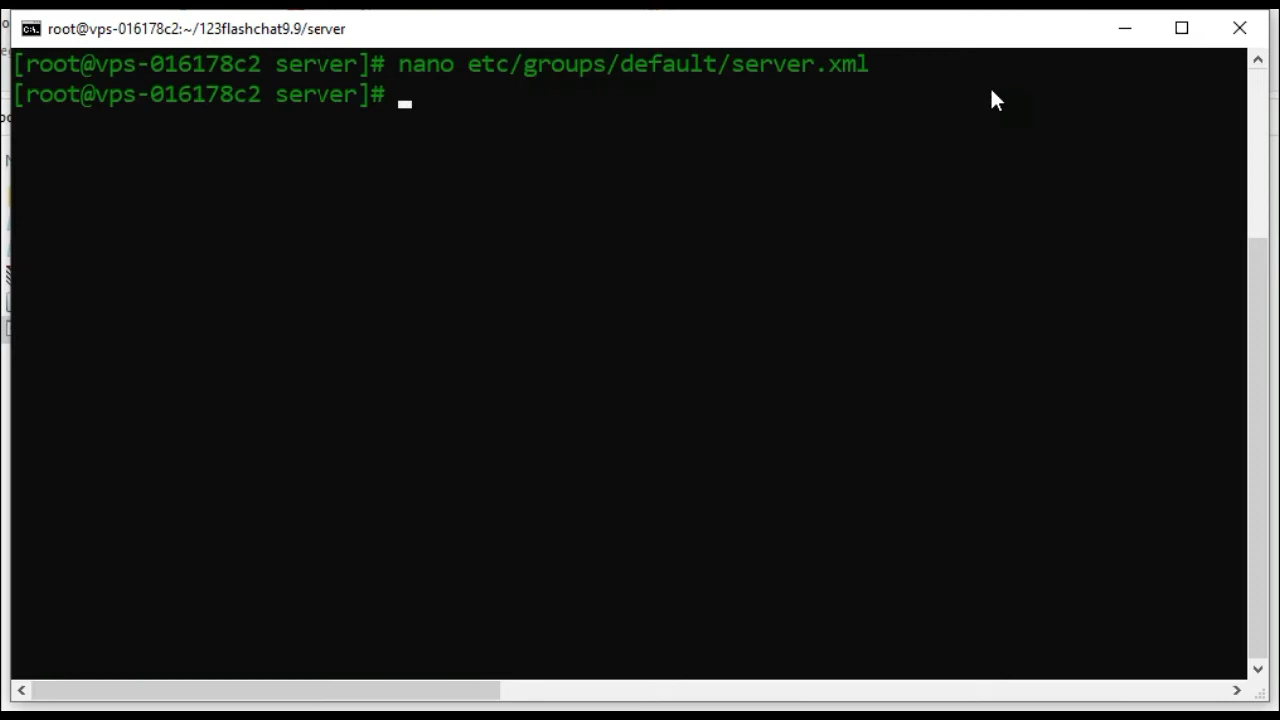 root@vps-016178c2:~/123flashchat9.9/server
[root@vps-016178c2 server]# nano etc/groups/default/server.xml
[root@vps-016178c2 server]#